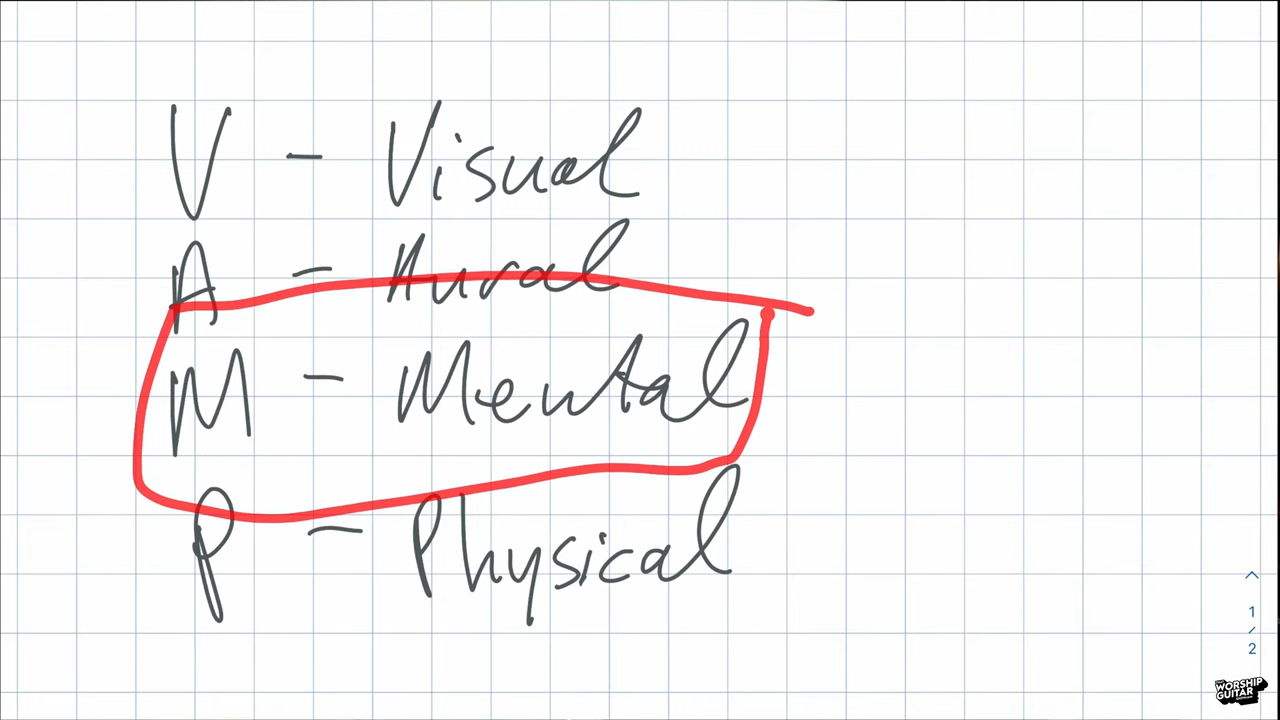 V - Visual
A - Aural
M - Mental
P - Physical
1
/
2
WORSHIP
GUITAR